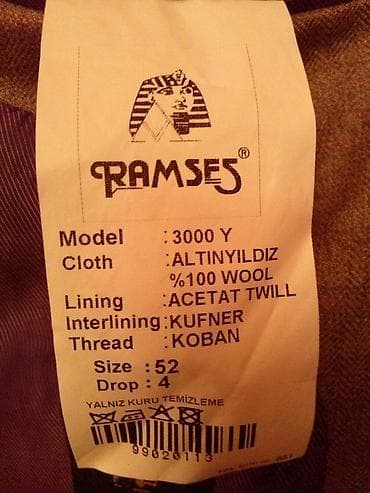 RAMSES®
Model : 3000 Y
Cloth : ALTINYILDIZ
%100 WOOL
Lining : ACETAT TWILL
Interlining : KUFNER
Thread : KOBAN
Size : 52
Drop : 4
YALNIZ KURU TEMİZLEME
99020113